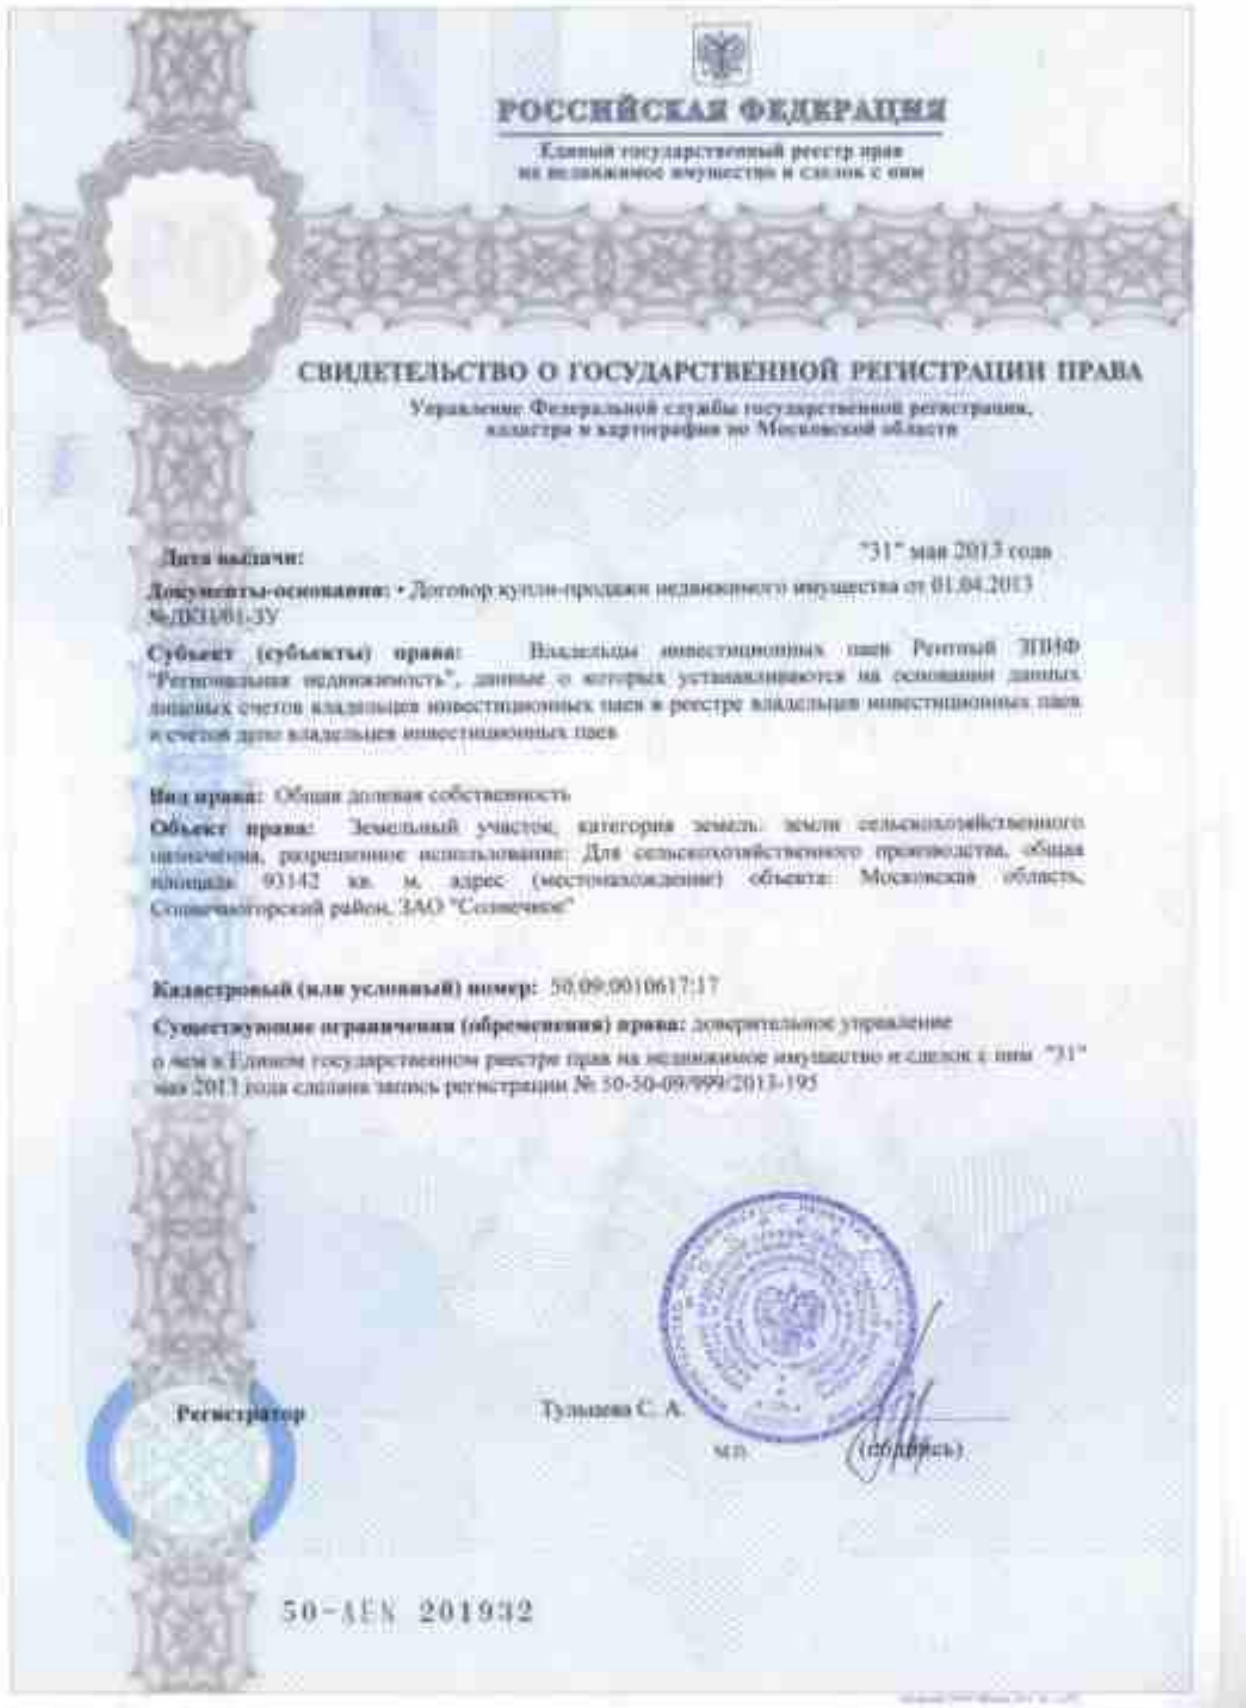 РОССИЙСКАЯ ФЕДЕРАЦИЯ
Единый государственный реестр прав
на недвижимое имущество и сделок с ним
СВИДЕТЕЛЬСТВО О ГОСУДАРСТВЕННОЙ РЕГИСТРАЦИИ ПРАВА
Управление Федеральной службы государственной регистрации,
кадастра и картографии по Московской области
Дата выдачи: "31" мая 2013 года
Документы-основания: • Договор купли-продажи недвижимого имущества от 01.04.2013
№ДКП/01-ЗУ
Субъект (субъекты) права: Владельцы инвестиционных паев Рентный ЗПИФ
"Региональная недвижимость", данные о которых устанавливаются на основании данных
лицевых счетов владельцев инвестиционных паев в реестре владельцев инвестиционных паев
и счетов депо владельцев инвестиционных паев
Вид права: Общая долевая собственность
Объект права: Земельный участок, категория земель: земли сельскохозяйственного
назначения, разрешенное использование: Для сельскохозяйственного производства, общая
площадь 93142 кв. м, адрес (местонахождение) объекта: Московская область,
Солнечногорский район, ЗАО "Солнечное"
Кадастровый (или условный) номер: 50:09:0010617:17
Существующие ограничения (обременения) права: доверительное управление
о чем в Едином государственном реестре прав на недвижимое имущество и сделок с ним "31"
мая 2013 года сделана запись регистрации № 50-50-09/999/2013-195
Регистратор Тульцева С. А.
м.п. (подпись)
50-АЕN 201932